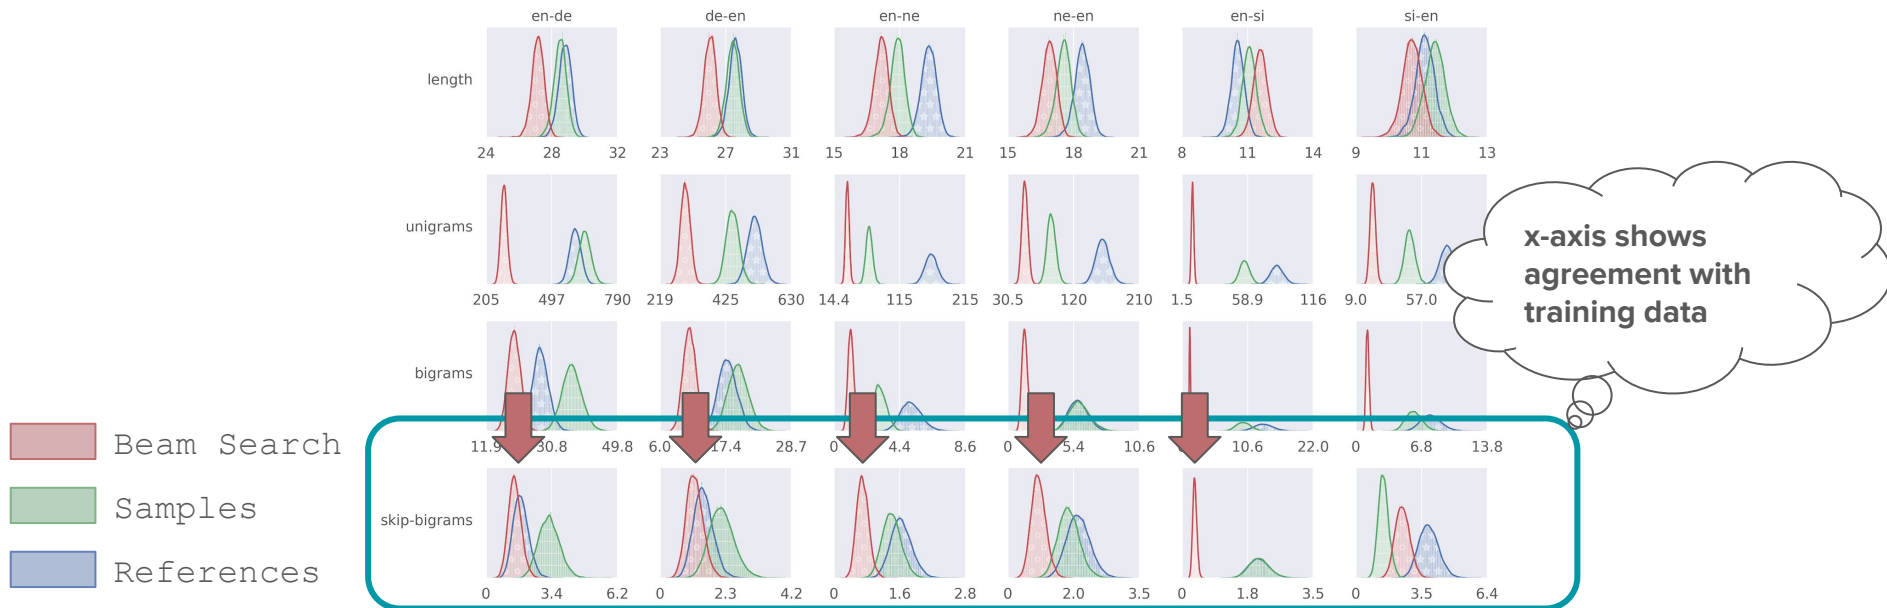 en-de de-en en-ne ne-en en-si si-en
length
24 28 32 23 27 31 15 18 21 15 18 21 8 11 14 9 11 13
unigrams
205 497 790 219 425 630 14.4 115 215 30.5 120 210 1.5 58.9 116 9.0 57.0
x-axis shows
agreement with
training data
bigrams
11.9 30.8 49.8 6.0 17.4 28.7 0 4.4 8.6 0 5.4 10.6 10.6 22.0 0 6.8 13.8
Beam Search
Samples
References
skip-bigrams
0 3.4 6.2 0 2.3 4.2 0 1.6 2.8 0 2.0 3.5 0 1.8 3.5 0 3.5 6.4